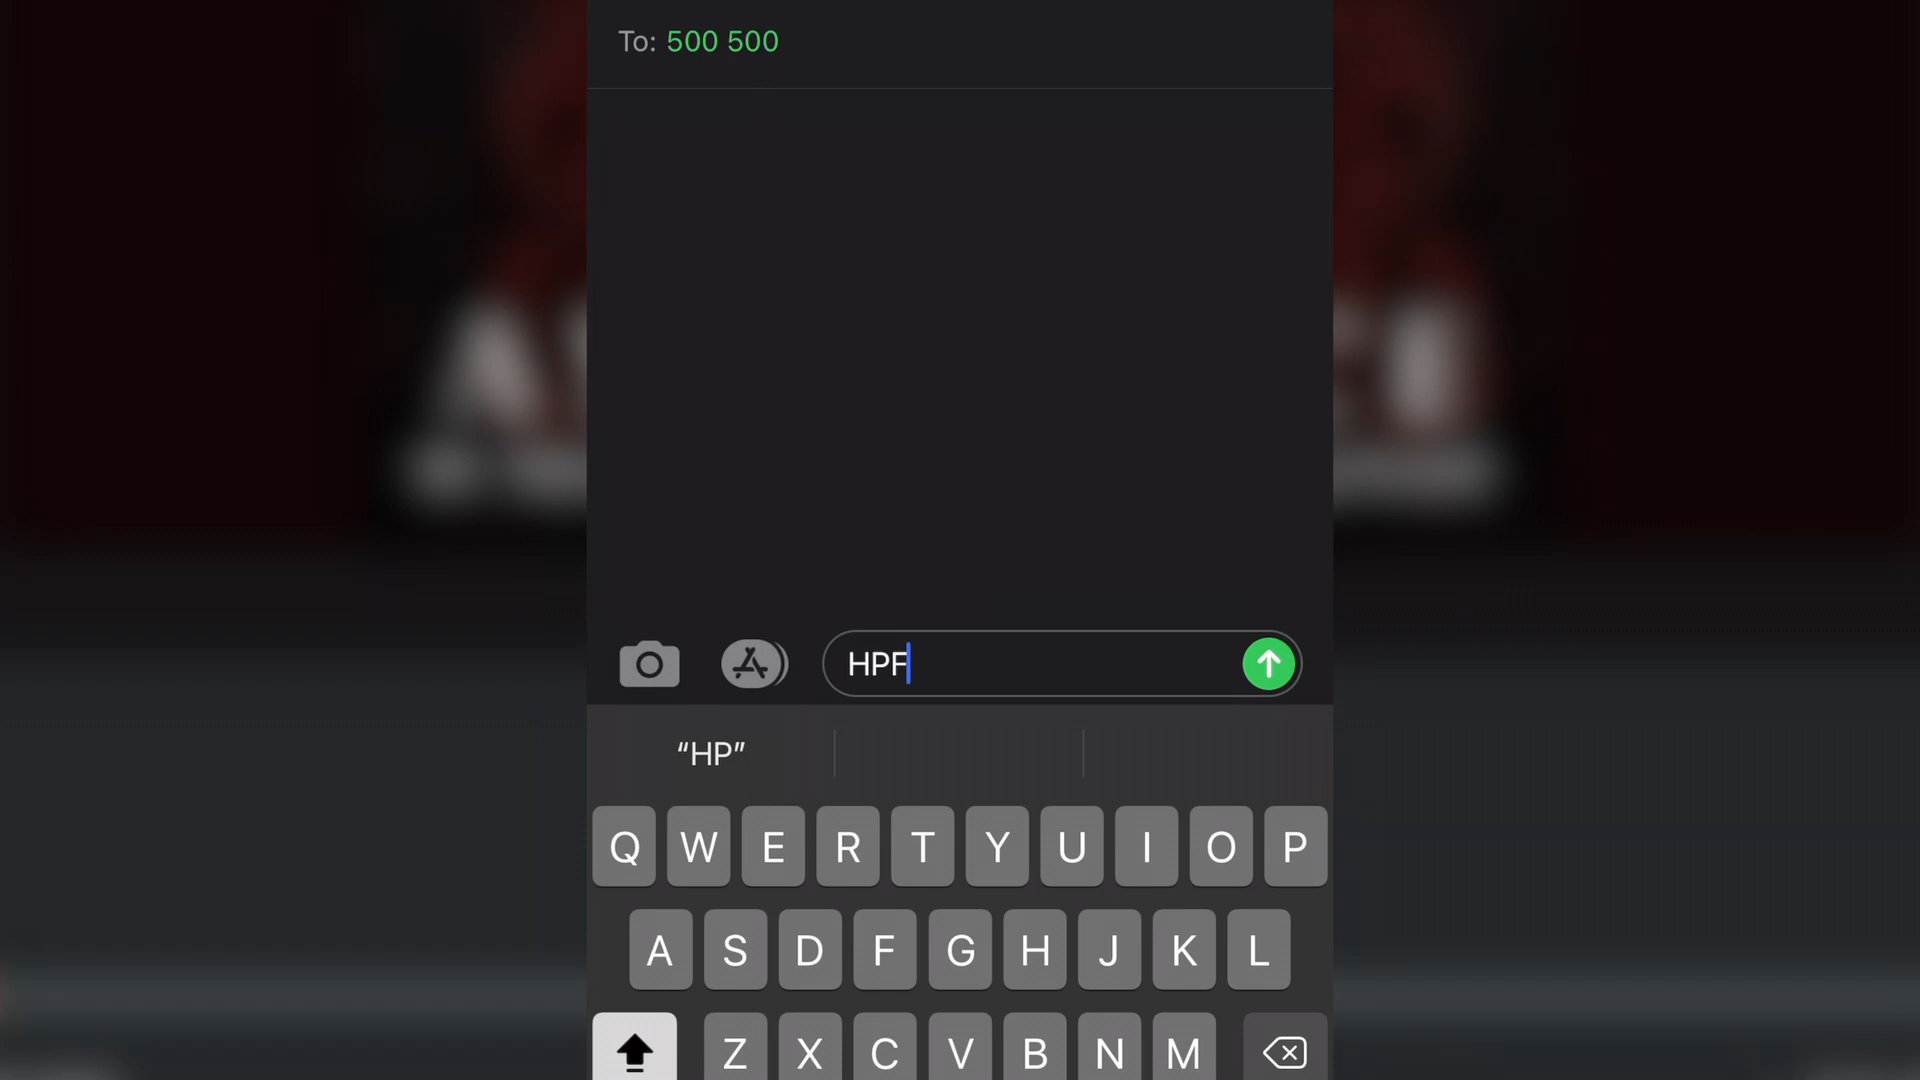 To: 500 500
HPF
“HP”
Q W E R T Y U I O P
A S D F G H J K L
Z X C V B N M